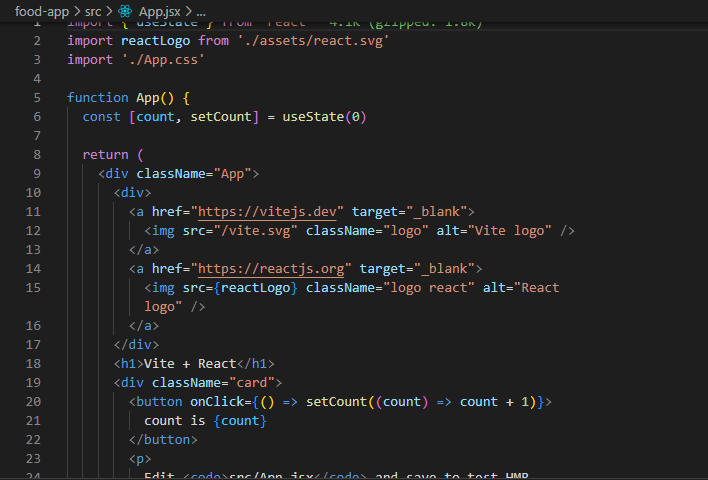 food-app > src > App.jsx > ...
1 import { useState } from 'react' 4.1k (gzipped: 1.8k)
2 import reactLogo from './assets/react.svg'
3 import './App.css'
4
5 function App() {
6 const [count, setCount] = useState(0)
7
8 return (
9 <div className="App">
10 <div>
11 <a href="https://vitejs.dev" target="_blank">
12 <img src="/vite.svg" className="logo" alt="Vite logo" />
13 </a>
14 <a href="https://reactjs.org" target="_blank">
15 <img src={reactLogo} className="logo react" alt="React
logo" />
16 </a>
17 </div>
18 <h1>Vite + React</h1>
19 <div className="card">
20 <button onClick={() => setCount((count) => count + 1)}>
21 count is {count}
22 </button>
23 <p>
24 Edit <code>src/App.jsx</code> and save to test HMR